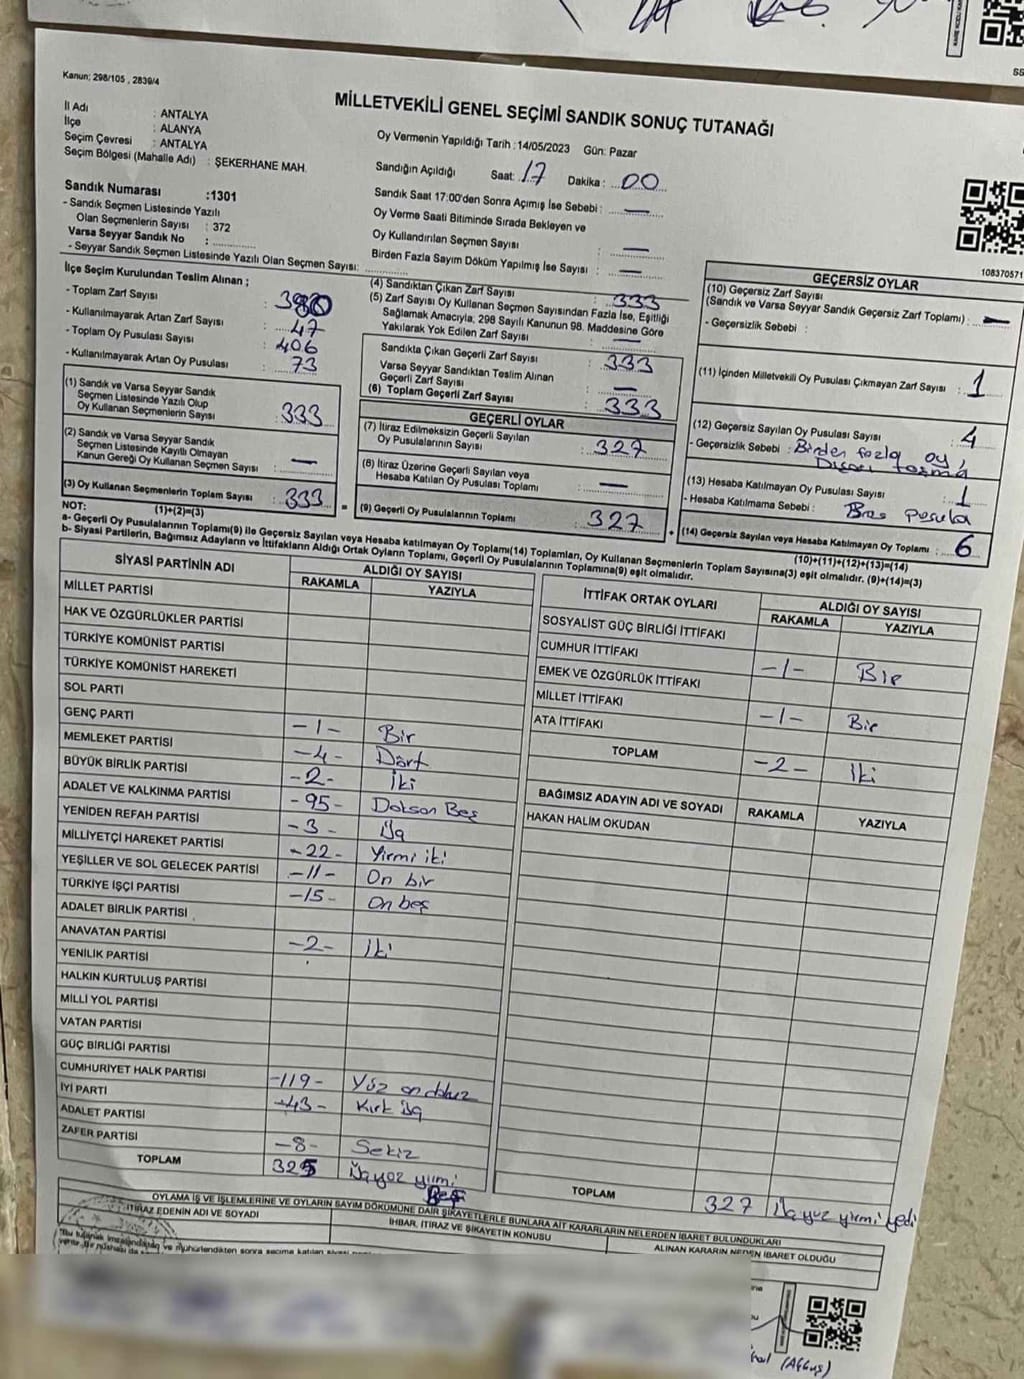 Kanun; 298/105 , 2839/4
MİLLETVEKİLİ GENEL SEÇİMİ SANDIK SONUÇ TUTANAĞI
İl Adı : ANTALYA
İlçe : ALANYA
Seçim Çevresi : ANTALYA
Seçim Bölgesi (Mahalle Adı) : ŞEKERHANE MAH.
Sandık Numarası :1301
- Sandık Seçmen Listesinde Yazılı
Olan Seçmenlerin Sayısı : 372
Varsa Seyyar Sandık No :
- Seyyar Sandık Seçmen Listesinde Yazılı Olan Seçmen Sayısı:
Oy Vermenin Yapıldığı Tarih : 14/05/2023 Gün: Pazar
Sandığın Açıldığı Saat: 17 Dakika : 00
Sandık Saat 17:00'den Sonra Açılmış İse Sebebi : —
Oy Verme Saati Bitiminde Sırada Bekleyen ve
Oy Kullandırılan Seçmen Sayısı : —
Birden Fazla Sayım Döküm Yapılmış İse Sayısı : —
108370571
İlçe Seçim Kurulundan Teslim Alınan ;
- Toplam Zarf Sayısı : 380
- Kullanılmayarak Artan Zarf Sayısı : 47
- Toplam Oy Pusulası Sayısı : 406
- Kullanılmayarak Artan Oy Pusulası : 73
(1) Sandık ve Varsa Seyyar Sandık
Seçmen Listesinde Yazılı Olup
Oy Kullanan Seçmenlerin Sayısı : 333
(2) Sandık ve Varsa Seyyar Sandık
Seçmen Listesinde Kayıtlı Olmayan
Kanun Gereği Oy Kullanan Seçmen Sayısı : —
(3) Oy Kullanan Seçmenlerin Toplam Sayısı : 333
(1)+(2)=(3)
(4) Sandıktan Çıkan Zarf Sayısı : 333
(5) Zarf Sayısı Oy Kullanan Seçmen Sayısından Fazla İse, Eşitliği
Sağlamak Amacıyla, 298 Sayılı Kanunun 98. Maddesine Göre
Yakılarak Yok Edilen Zarf Sayısı : —
Sandıkta Çıkan Geçerli Zarf Sayısı : 333
Varsa Seyyar Sandıktan Teslim Alınan
Geçerli Zarf Sayısı : —
(6) Toplam Geçerli Zarf Sayısı : 333
GEÇERLİ OYLAR
(7) İtiraz Edilmeksizin Geçerli Sayılan
Oy Pusulalarının Sayısı : 327
(8) İtiraz Üzerine Geçerli Sayılan veya
Hesaba Katılan Oy Pusulası Toplamı : —
= (9) Geçerli Oy Pusulalarının Toplamı : 327
GEÇERSİZ OYLAR
(10) Geçersiz Zarf Sayısı
(Sandık ve Varsa Seyyar Sandık Geçersiz Zarf Toplamı) : —
- Geçersizlik Sebebi :
(11) İçinden Milletvekili Oy Pusulası Çıkmayan Zarf Sayısı : 1
(12) Geçersiz Sayılan Oy Pusulası Sayısı : 4
- Geçersizlik Sebebi : Birden fazla oy,
Dışarı taşma
(13) Hesaba Katılmayan Oy Pusulası Sayısı : 1
- Hesaba Katılmama Sebebi : Boş pusula
+ (14) Geçersiz Sayılan veya Hesaba Katılmayan Oy Toplamı : 6
(10)+(11)+(12)+(13)=(14)
NOT:
a- Geçerli Oy Pusulalarının Toplamı(9) ile Geçersiz Sayılan veya Hesaba katılmayan Oy Toplamı(14) Toplamları, Oy Kullanan Seçmenlerin Toplam Sayısına(3) eşit olmalıdır. (9)+(14)=(3)
b- Siyasi Partilerin, Bağımsız Adayların ve İttifakların Aldığı Ortak Oyların Toplamı, Geçerli Oy Pusulalarının Toplamına(9) eşit olmalıdır.
SİYASİ PARTİNİN ADI ALDIĞI OY SAYISI
RAKAMLA YAZIYLA
MİLLET PARTİSİ
HAK VE ÖZGÜRLÜKLER PARTİSİ
TÜRKİYE KOMÜNİST PARTİSİ
TÜRKİYE KOMÜNİST HAREKETİ
SOL PARTİ
GENÇ PARTİ -1- Bir
MEMLEKET PARTİSİ -4- Dört
BÜYÜK BİRLİK PARTİSİ -2- İki
ADALET VE KALKINMA PARTİSİ -95- Doksan Beş
YENİDEN REFAH PARTİSİ -3- Üç
MİLLİYETÇİ HAREKET PARTİSİ -22- Yirmi iki
YEŞİLLER VE SOL GELECEK PARTİSİ -11- On bir
TÜRKİYE İŞÇİ PARTİSİ -15- On beş
ADALET BİRLİK PARTİSİ
ANAVATAN PARTİSİ -2- İki
YENİLİK PARTİSİ
HALKIN KURTULUŞ PARTİSİ
MİLLİ YOL PARTİSİ
VATAN PARTİSİ
GÜÇ BİRLİĞİ PARTİSİ
CUMHURİYET HALK PARTİSİ -119- Yüz on dokuz
İYİ PARTİ -43- Kırk üç
ADALET PARTİSİ
ZAFER PARTİSİ -8- Sekiz
TOPLAM 325 Üçyüz yirmi Beş
İTTİFAK ORTAK OYLARI ALDIĞI OY SAYISI
RAKAMLA YAZIYLA
SOSYALİST GÜÇ BİRLİĞİ İTTİFAKI
CUMHUR İTTİFAKI -1- Bir
EMEK VE ÖZGÜRLÜK İTTİFAKI
MİLLET İTTİFAKI -1- Bir
ATA İTTİFAKI
TOPLAM -2- İki
BAĞIMSIZ ADAYIN ADI VE SOYADI RAKAMLA YAZIYLA
HAKAN HALİM OKUDAN
TOPLAM 327 Üçyüz yirmi yedi
OYLAMA İŞ VE İŞLEMLERİNE VE OYLARIN SAYIM DÖKÜMÜNE DAİR ŞİKAYETLERLE BUNLARA AİT KARARLARIN NELERDEN İBARET BULUNDUKLARI
İTİRAZ EDENİN ADI VE SOYADI İHBAR, İTİRAZ VE ŞİKAYETİN KONUSU ALINAN KARARIN NEDEN İBARET OLDUĞU